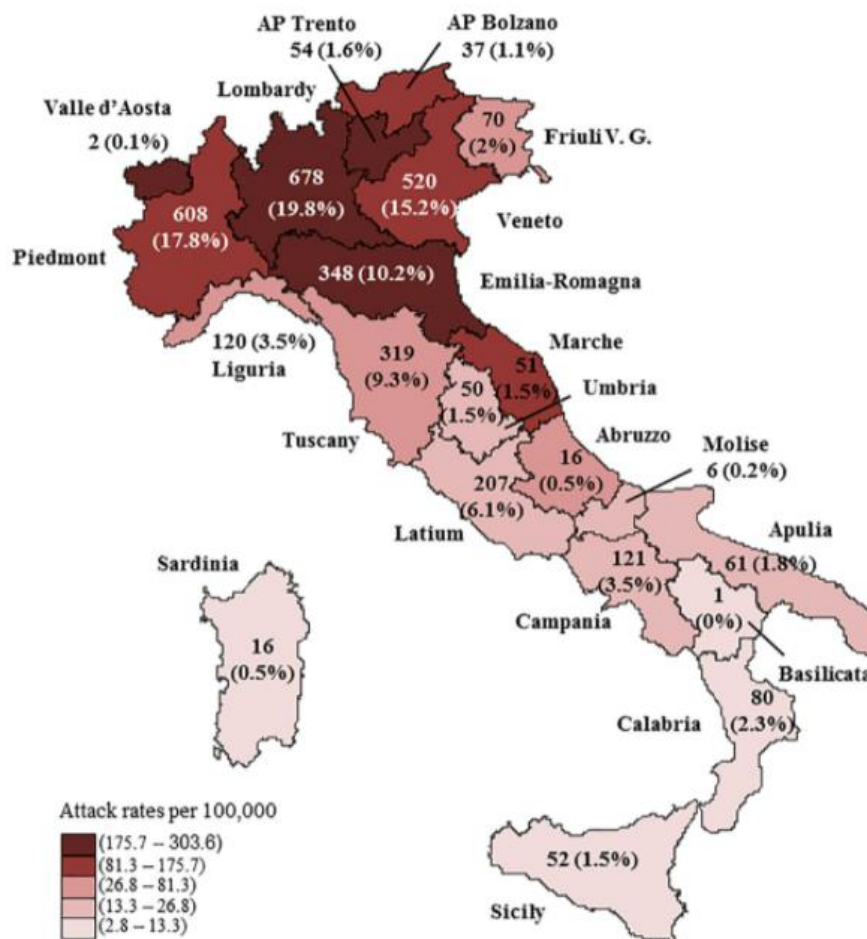 AP Trento
54 (1.6%)
AP Bolzano
37 (1.1%)
Lombardy
Valle d’Aosta
2 (0.1%)
70
(2%)
Friuli V. G.
678
(19.8%)
520
(15.2%)
Veneto
608
(17.8%)
Piedmont
348 (10.2%)
Emilia-Romagna
120 (3.5%)
Liguria
319
(9.3%)
Marche
51
(1.5%)
50
(1.5%)
Umbria
Tuscany
Abruzzo
16
(0.5%)
Molise
6 (0.2%)
207
(6.1%)
Latium
Apulia
61 (1.8%)
Sardinia
16
(0.5%)
121
(3.5%)
Campania
1
(0%)
Basilicata
80
(2.3%)
Calabria
Attack rates per 100,000
(175.7 – 303.6)
(81.3 – 175.7)
(26.8 – 81.3)
(13.3 – 26.8)
(2.8 – 13.3)
52 (1.5%)
Sicily